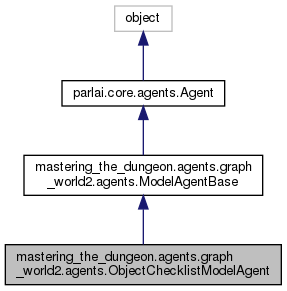 object
parlai.core.agents.Agent
mastering_the_dungeon.agents.graph
_world2.agents.ModelAgentBase
mastering_the_dungeon.agents.graph
_world2.agents.ObjectChecklistModelAgent